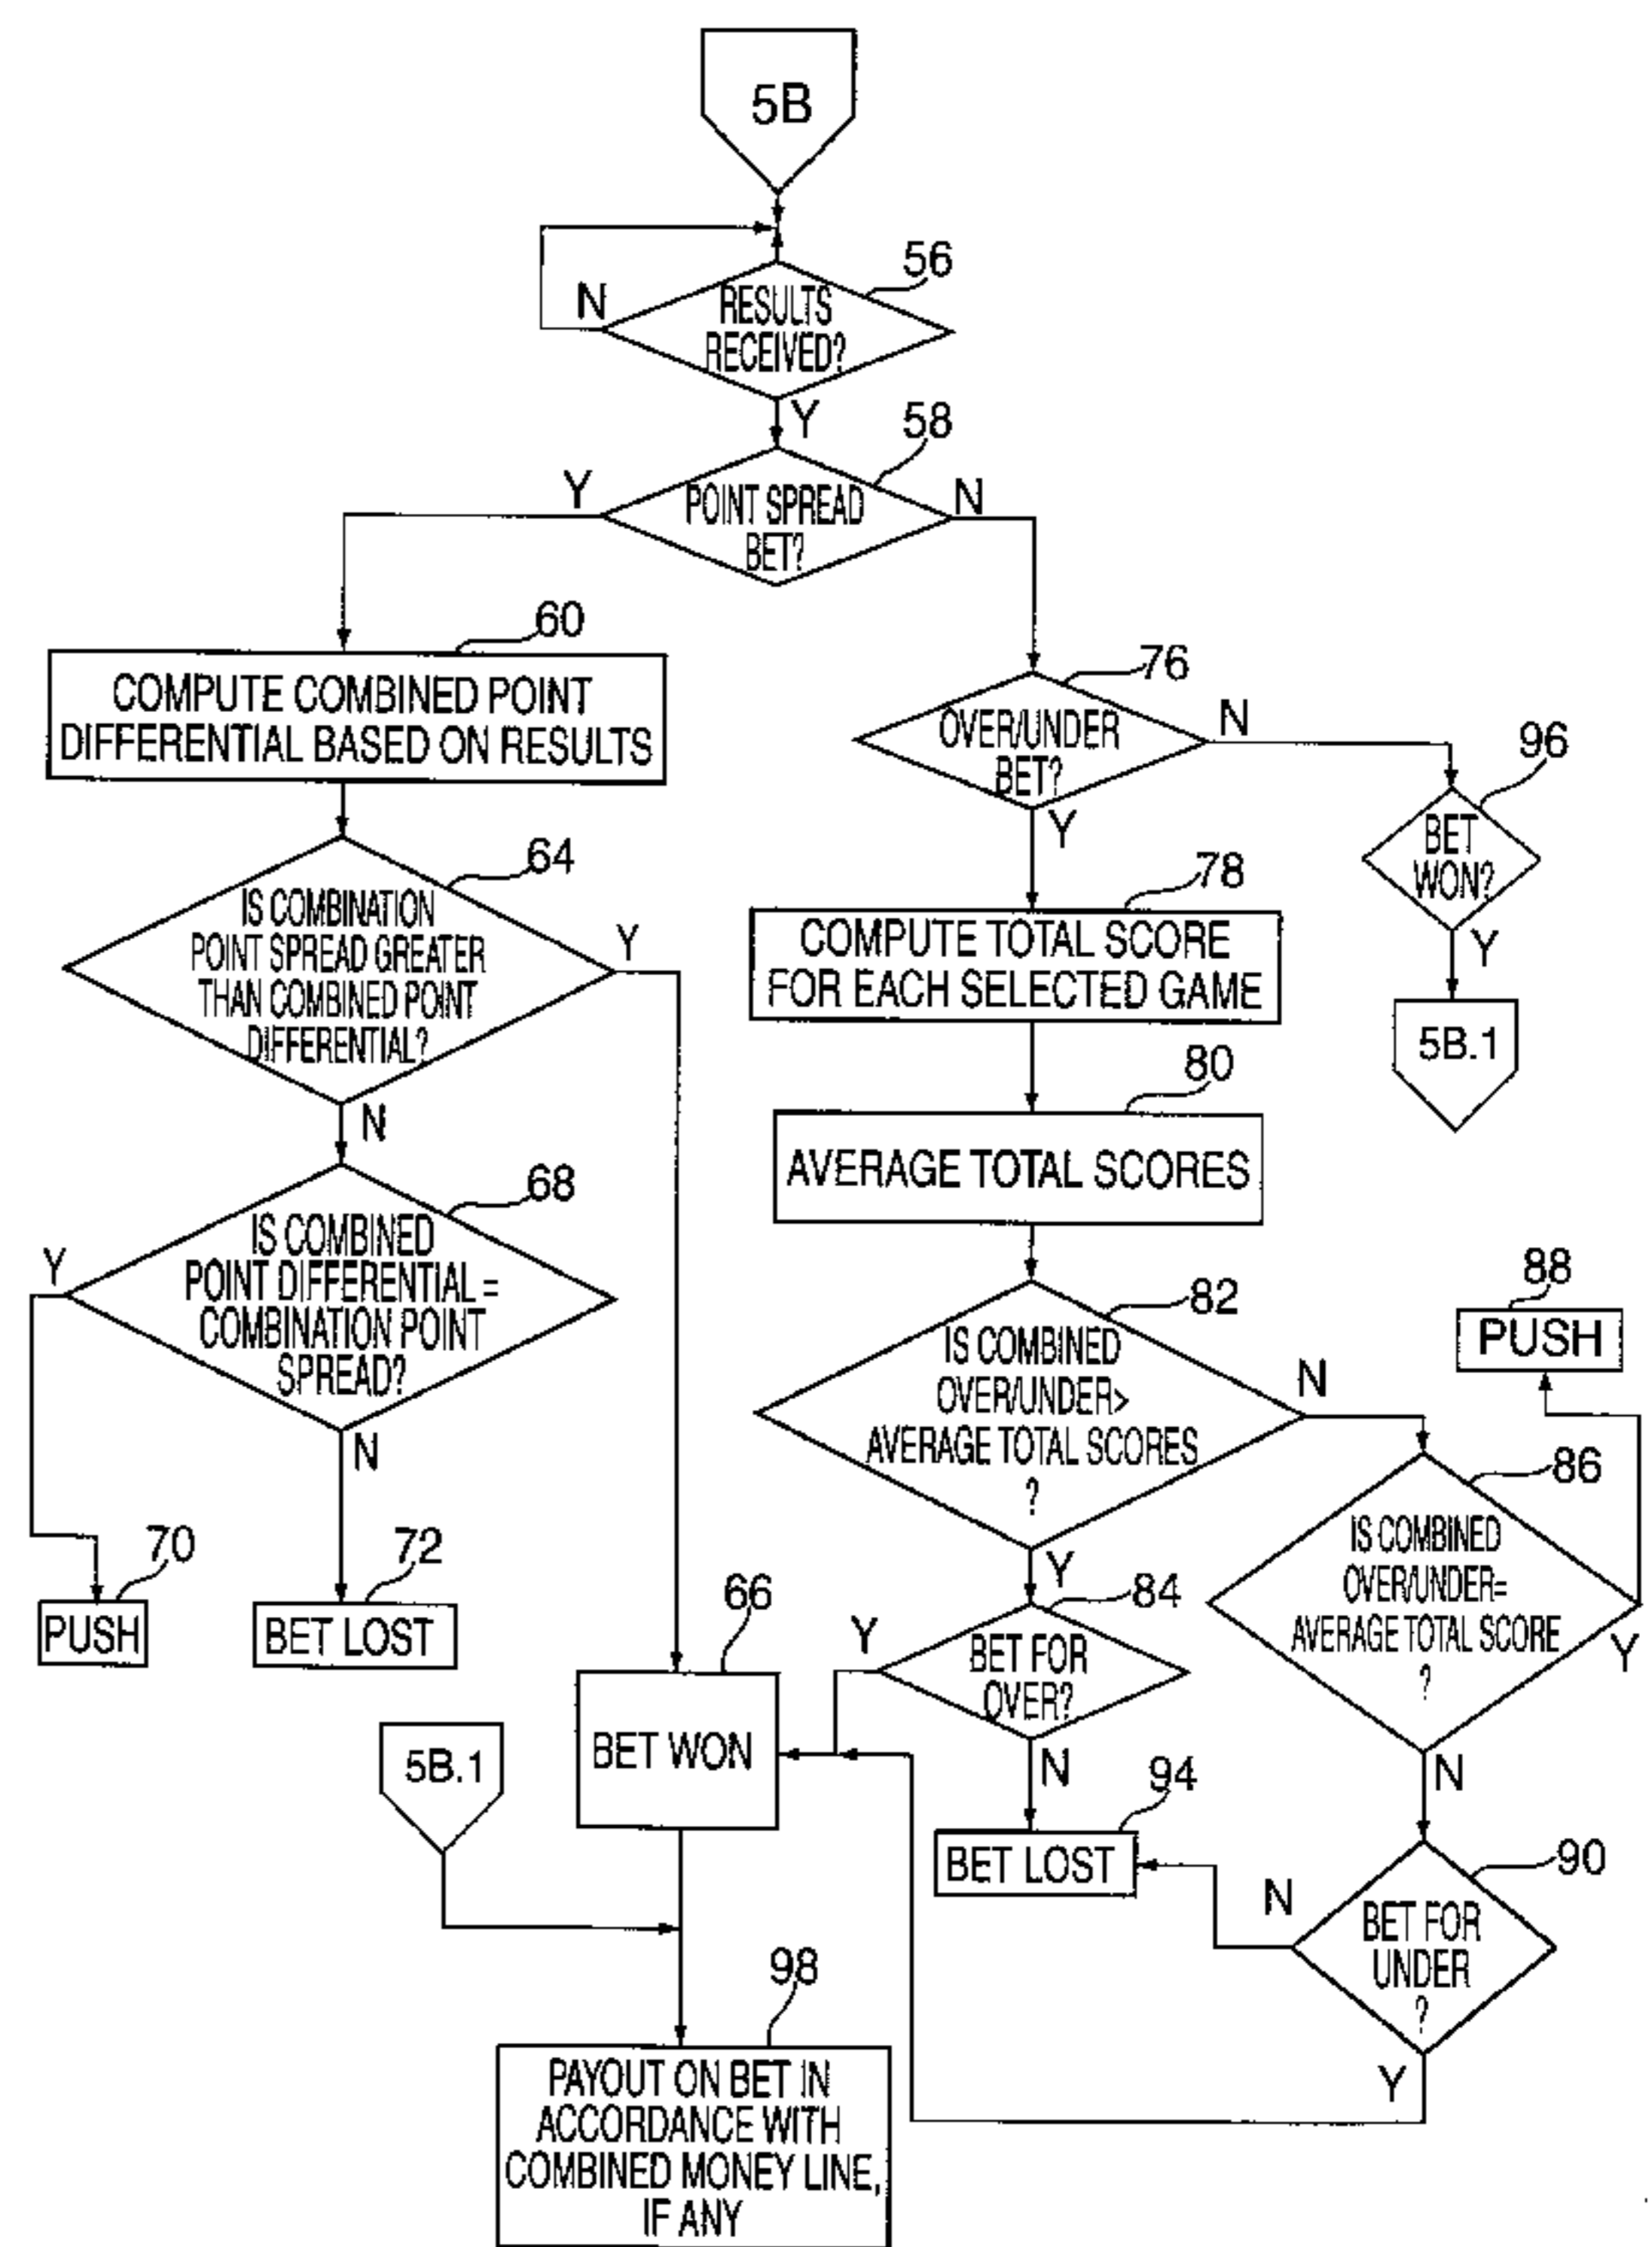 5B
56
N
RESULTS
RECEIVED?
Y
58
Y
POINT SPREAD
BET?
N
60
COMPUTE COMBINED POINT
DIFFERENTIAL BASED ON RESULTS
76
OVER/UNDER
BET?
N
Y
96
BET
WON?
Y
5B.1
64
IS COMBINATION
POINT SPREAD GREATER
THAN COMBINED POINT
DIFFERENTIAL?
Y
N
78
COMPUTE TOTAL SCORE
FOR EACH SELECTED GAME
80
AVERAGE TOTAL SCORES
68
Y
IS COMBINED
POINT DIFFERENTIAL =
COMBINATION POINT
SPREAD?
N
82
IS COMBINED
OVER/UNDER>
AVERAGE TOTAL SCORES
?
N
Y
88
PUSH
86
IS COMBINED
OVER/UNDER=
AVERAGE TOTAL SCORE
?
Y
N
70
PUSH
72
BET LOST
66
BET WON
84
Y
BET FOR
OVER?
N
94
BET LOST
5B.1
90
N
BET FOR
UNDER
?
Y
98
PAYOUT ON BET IN
ACCORDANCE WITH
COMBINED MONEY LINE,
IF ANY